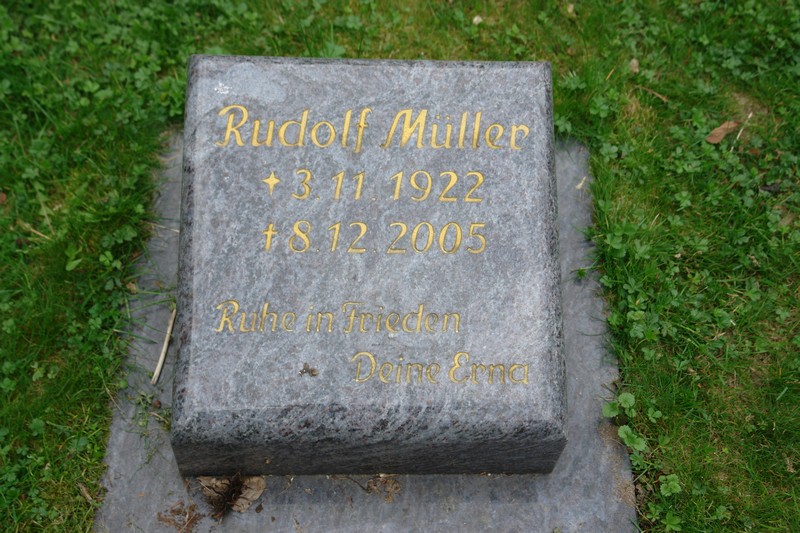 Rudolf Müller
✦ 3. 11. 1922
† 8. 12. 2005
Ruhe in Frieden
Deine Erna